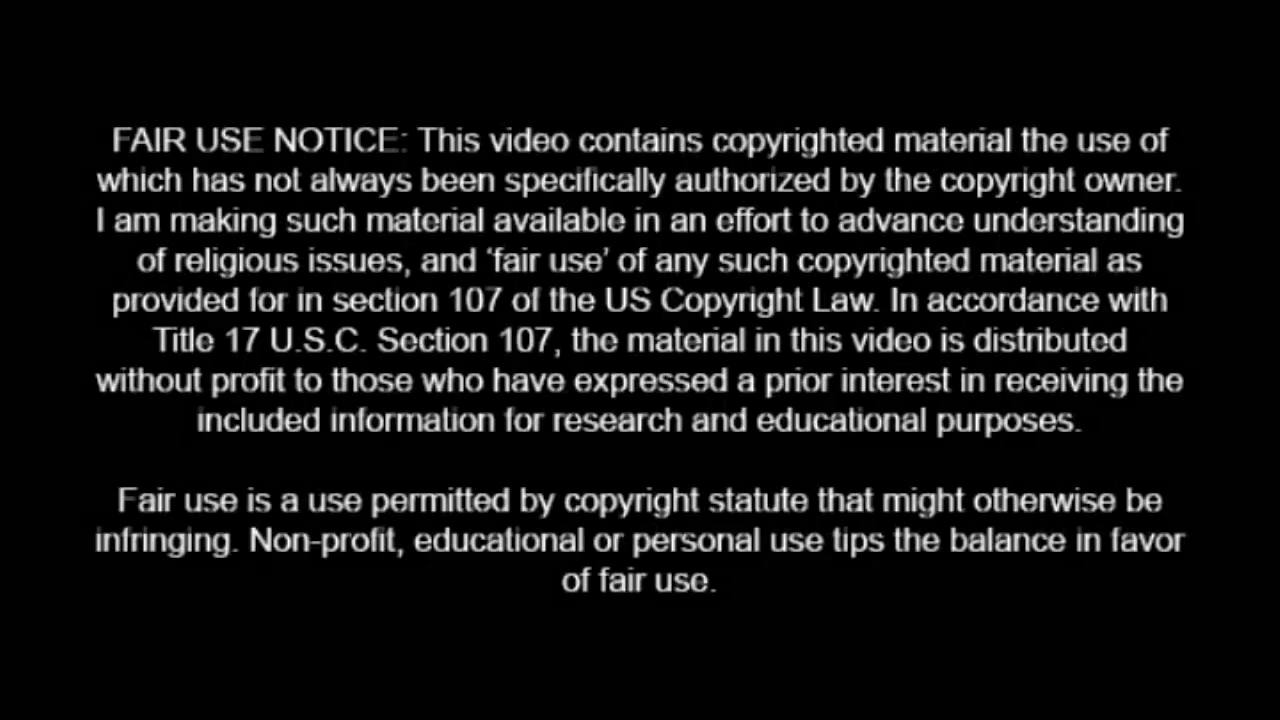 FAIR USE NOTICE: This video contains copyrighted material the use of
which has not always been specifically authorized by the copyright owner.
I am making such material available in an effort to advance understanding
of religious issues, and ‘fair use’ of any such copyrighted material as
provided for in section 107 of the US Copyright Law. In accordance with
Title 17 U.S.C. Section 107, the material in this video is distributed
without profit to those who have expressed a prior interest in receiving the
included information for research and educational purposes.
Fair use is a use permitted by copyright statute that might otherwise be
infringing. Non-profit, educational or personal use tips the balance in favor
of fair use.